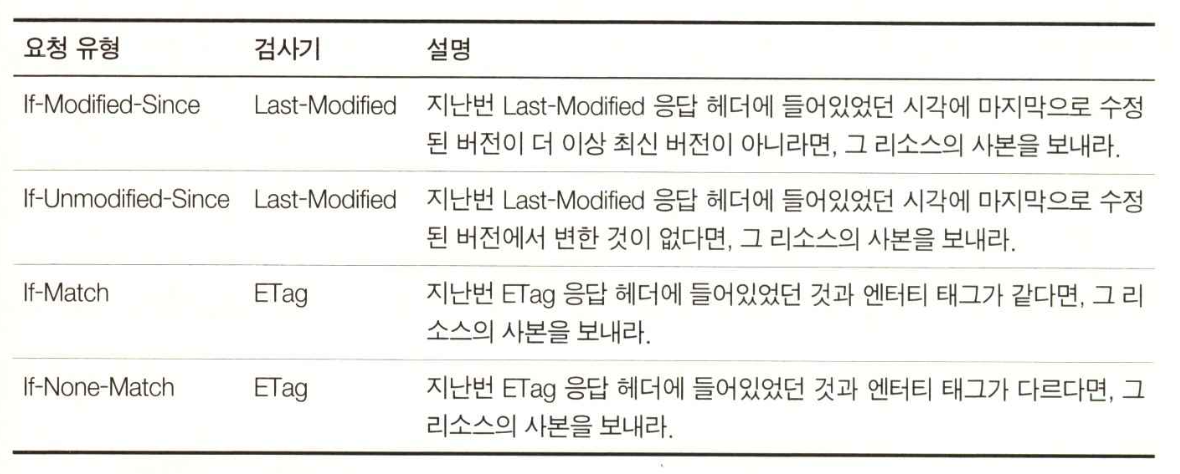 요청 유형 검사기 설명
If-Modified-Since Last-Modified 지난번 Last-Modified 응답 헤더에 들어있었던 시각에 마지막으로 수정
된 버전이 더 이상 최신 버전이 아니라면, 그 리소스의 사본을 보내라.
If-Unmodified-Since Last-Modified 지난번 Last-Modified 응답 헤더에 들어있었던 시각에 마지막으로 수정
된 버전에서 변한 것이 없다면, 그 리소스의 사본을 보내라.
If-Match ETag 지난번 ETag 응답 헤더에 들어있었던 것과 엔터티 태그가 같다면, 그 리
소스의 사본을 보내라.
If-None-Match ETag 지난번 ETag 응답 헤더에 들어있었던 것과 엔터티 태그가 다르다면, 그
리소스의 사본을 보내라.